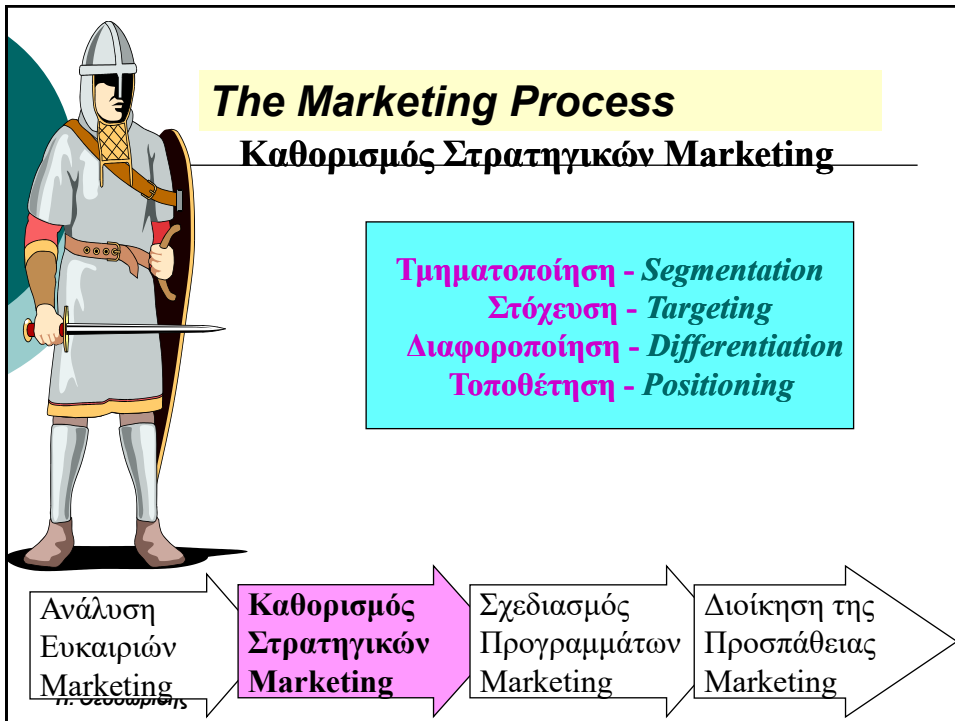 The Marketing Process
Καθορισμός Στρατηγικών Marketing
Τμηματοποίηση - Segmentation
Στόχευση - Targeting
Διαφοροποίηση - Differentiation
Τοποθέτηση - Positioning
Ανάλυση
Ευκαιριών
Marketing
Καθορισμός
Στρατηγικών
Marketing
Σχεδιασμός
Προγραμμάτων
Marketing
Διοίκηση της
Προσπάθειας
Marketing